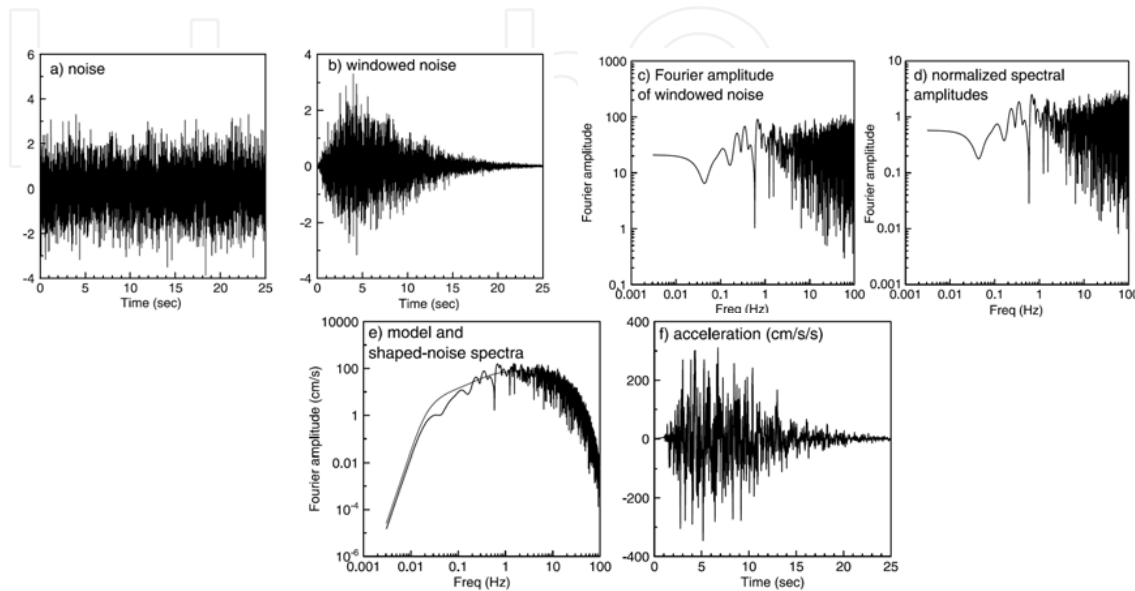 a) noise
6
4
2
0
-2
-4
0 5 10 15 20 25
Time (sec)
b) windowed noise
4
2
0
-2
-4
0 5 10 15 20 25
Time (sec)
c) Fourier amplitude
of windowed noise
Fourier amplitude
1000
100
10
1
0,1
0.001 0.01 0.1 1 10 100
Freq (Hz)
d) normalized spectral
amplitudes
Fourier amplitude
10
1
0.1
0.01
0.001
0.001 0.01 0.1 1 10 100
Freq (Hz)
e) model and
shaped-noise spectra
Fourier amplitude (cm/s)
10000
100
1
0.01
10-4
10-6
0.001 0.01 0.1 1 10 100
Freq (Hz)
f) acceleration (cm/s/s)
400
200
0
-200
-400
0 5 10 15 20 25
Time (sec)